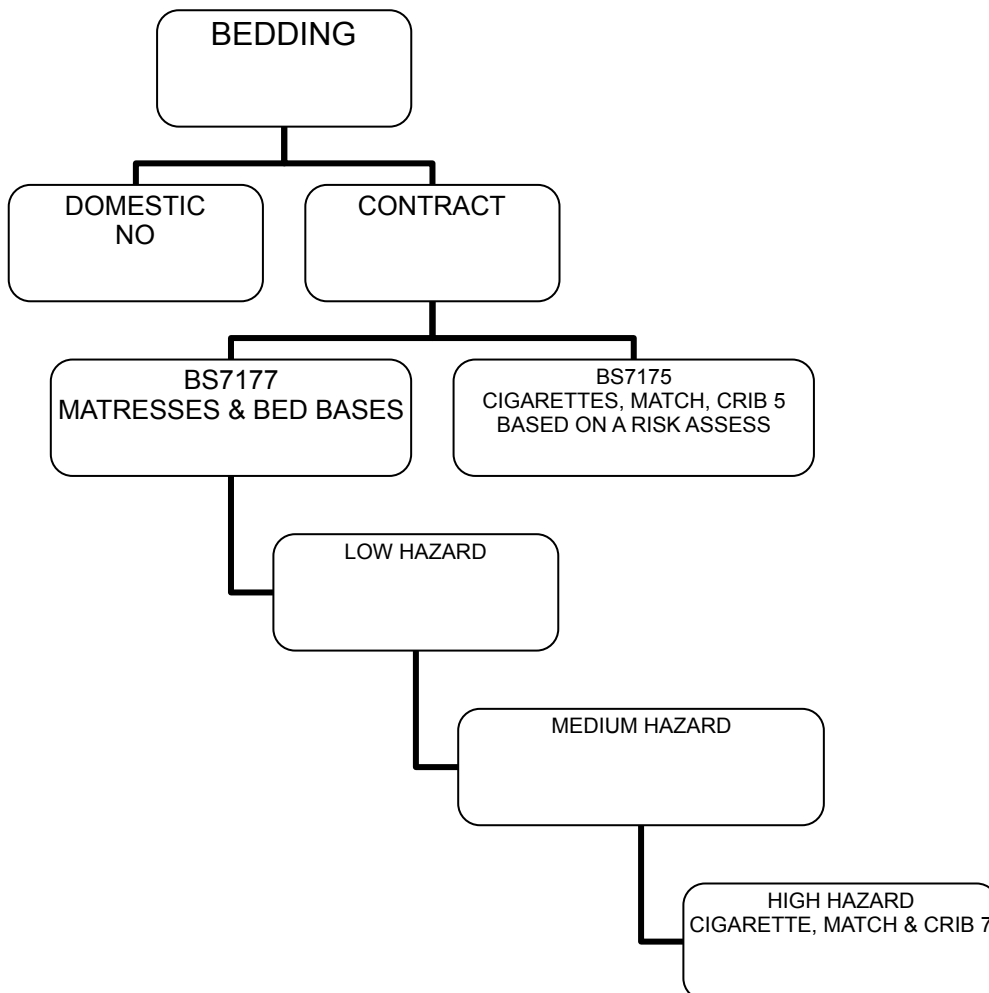 BEDDING
DOMESTIC
NO
CONTRACT
BS7177
MATRESSES & BED BASES
BS7175
CIGARETTES, MATCH, CRIB 5
BASED ON A RISK ASSESS
LOW HAZARD
MEDIUM HAZARD
HIGH HAZARD
CIGARETTE, MATCH & CRIB 7